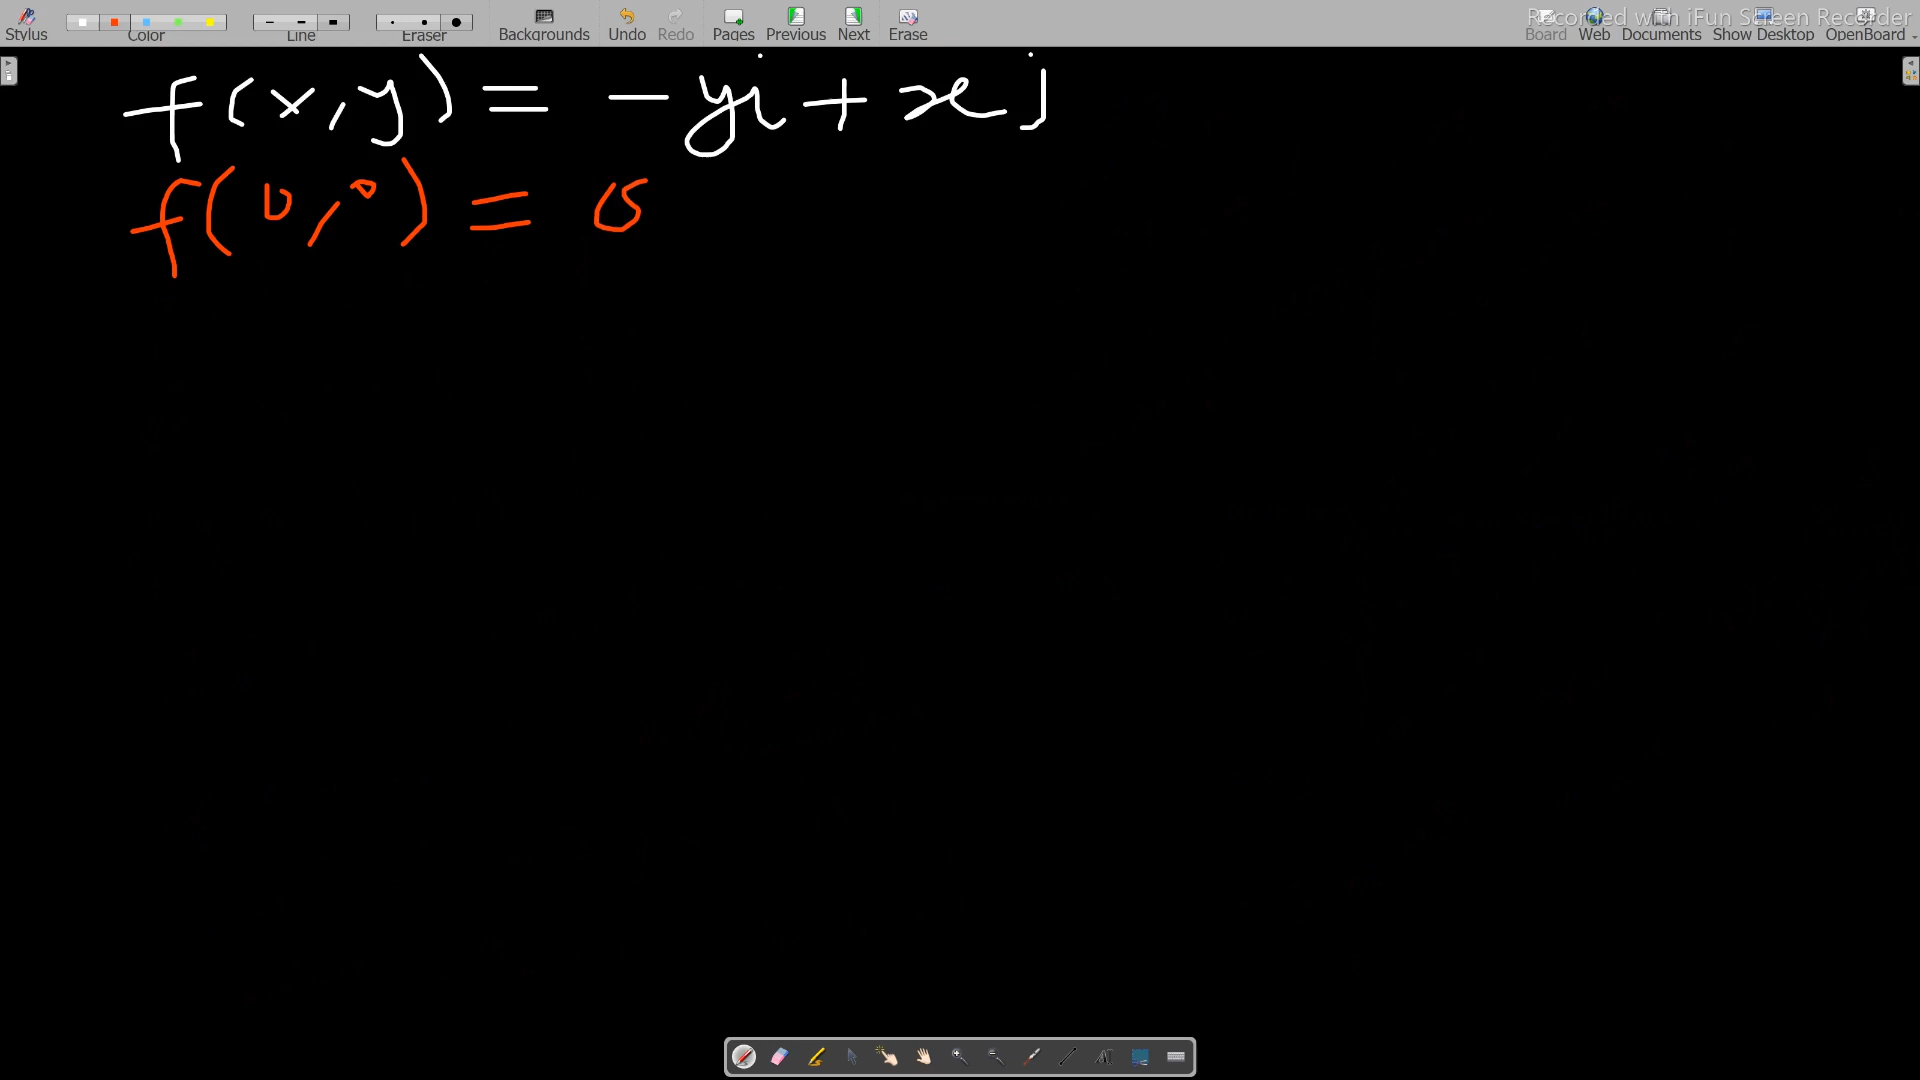 Recorded with iFun Screen Recorder
Stylus Color Line Eraser Backgrounds Undo Redo Pages Previous Next Erase Board Web Documents Show Desktop OpenBoard
f(x,y) = -yi + xj
f(0,0) = 0